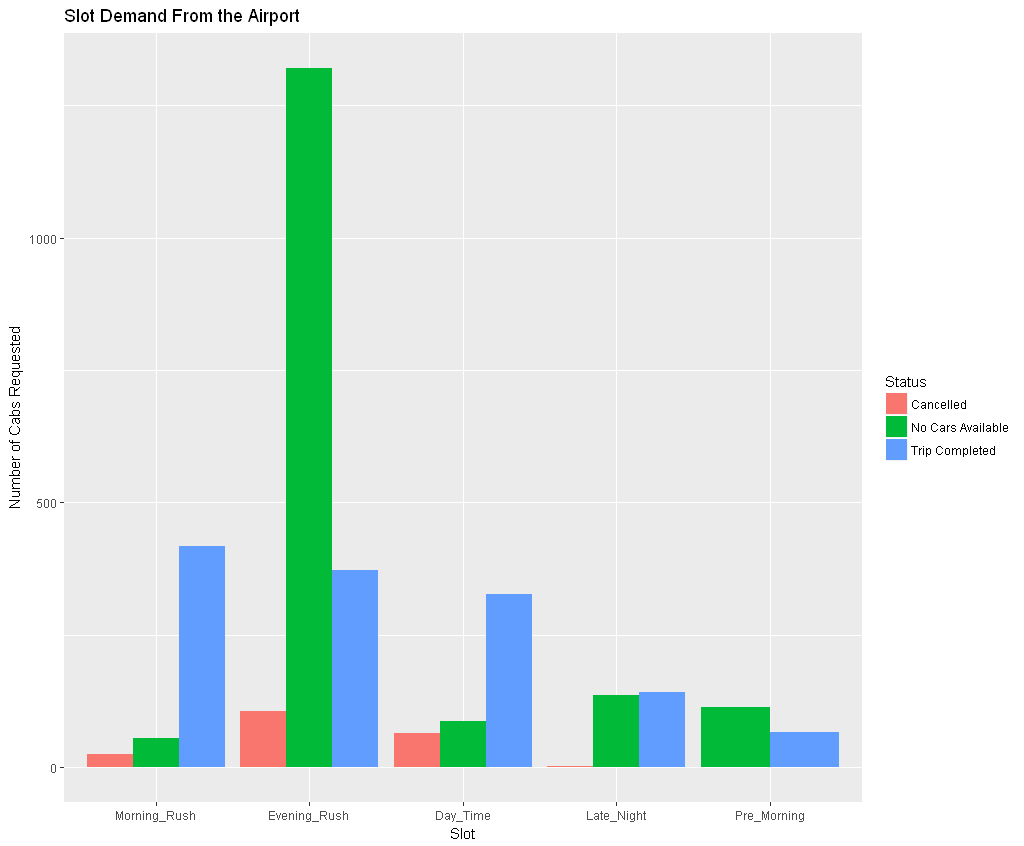 Slot Demand From the Airport
Number of Cabs Requested
1000
500
0
Morning_Rush
Evening_Rush
Day_Time
Late_Night
Pre_Morning
Slot
Status
Cancelled
No Cars Available
Trip Completed